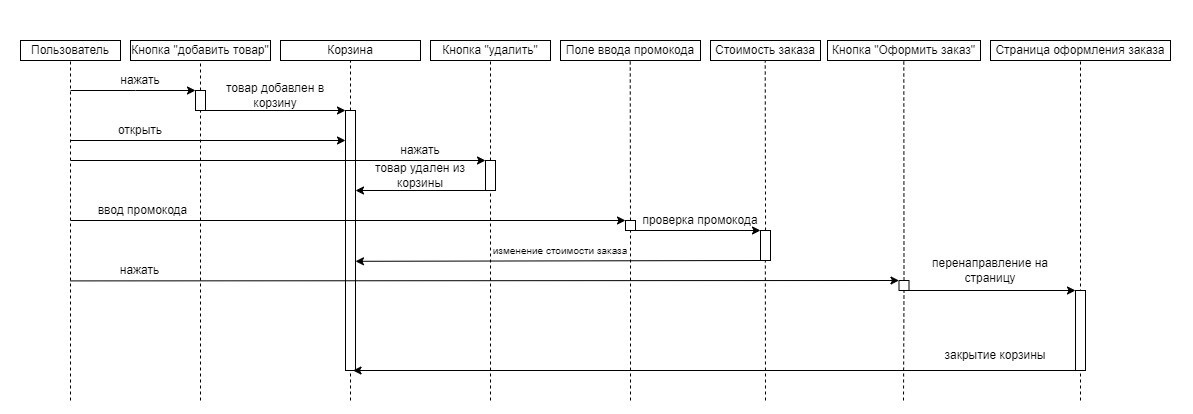 Пользователь
Кнопка "добавить товар"
Корзина
Кнопка "удалить"
Поле ввода промокода
Стоимость заказа
Кнопка "Оформить заказ"
Страница оформления заказа
нажать
товар добавлен в
корзину
открыть
нажать
товар удален из
корзины
ввод промокода
проверка промокода
изменение стоимости заказа
нажать
перенаправление на
страницу
закрытие корзины